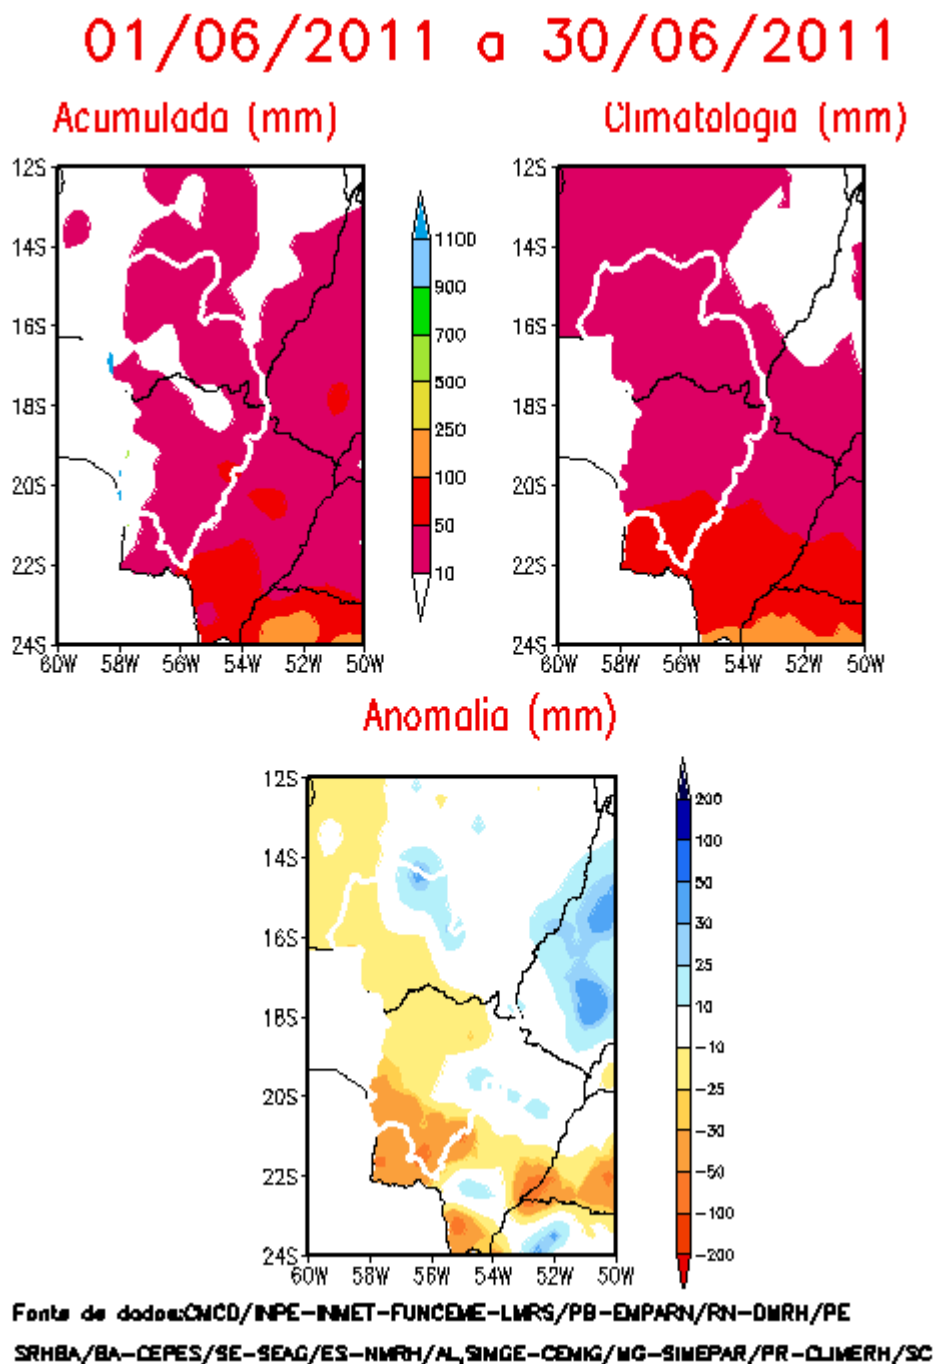 01/06/2011 a 30/06/2011
Acumulada (mm)
Climatologia (mm)
12S
14S
16S
18S
20S
22S
24S
60W 58W 56W 54W 52W 50W
1100
900
700
500
250
100
50
10
12S
14S
16S
18S
20S
22S
24S
60W 58W 56W 54W 52W 50W
Anomalia (mm)
12S
14S
16S
18S
20S
22S
24S
60W 58W 56W 54W 52W 50W
200
100
50
30
25
10
-10
-25
-30
-50
-100
-200
Fonte de dados:CMCD/INPE-INMET-FUNCEME-LMRS/PB-EMPARN/RN-DMRH/PE
SRHBA/BA-CEPES/SE-SEAG/ES-NMRH/AL,SIMGE-CEMIG/MG-SIMEPAR/PR-CLIMERH/SC